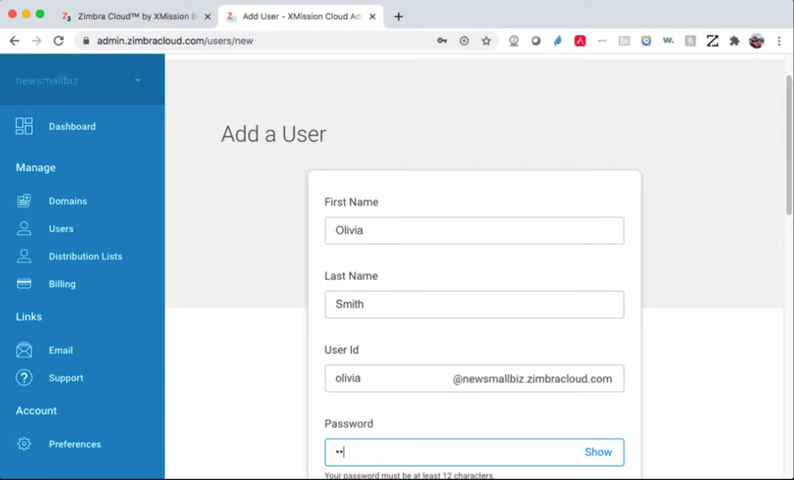 Zimbra Cloud™ by XMission B
Add User - XMission Cloud Ad
admin.zimbracloud.com/users/new
newsmallbiz
Dashboard
Manage
Domains
Users
Distribution Lists
Billing
Links
Email
Support
Account
Preferences
Add a User
First Name
Olivia
Last Name
Smith
User Id
olivia
@newsmallbiz.zimbracloud.com
Password
••
Show
Your password must be at least 12 characters.